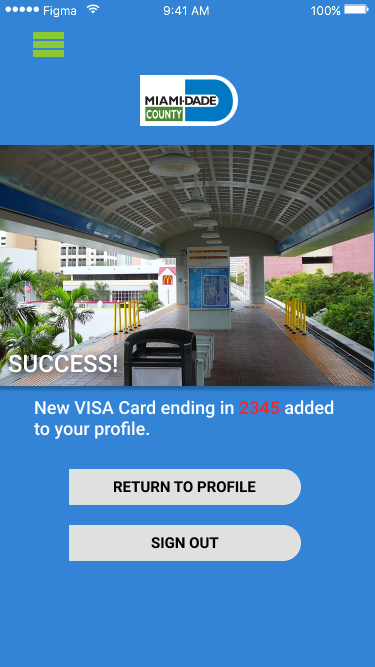 Figma 9:41 AM 100%
MIAMI-DADE
COUNTY
SUCCESS!
New VISA Card ending in 2345 added
to your profile.
RETURN TO PROFILE
SIGN OUT